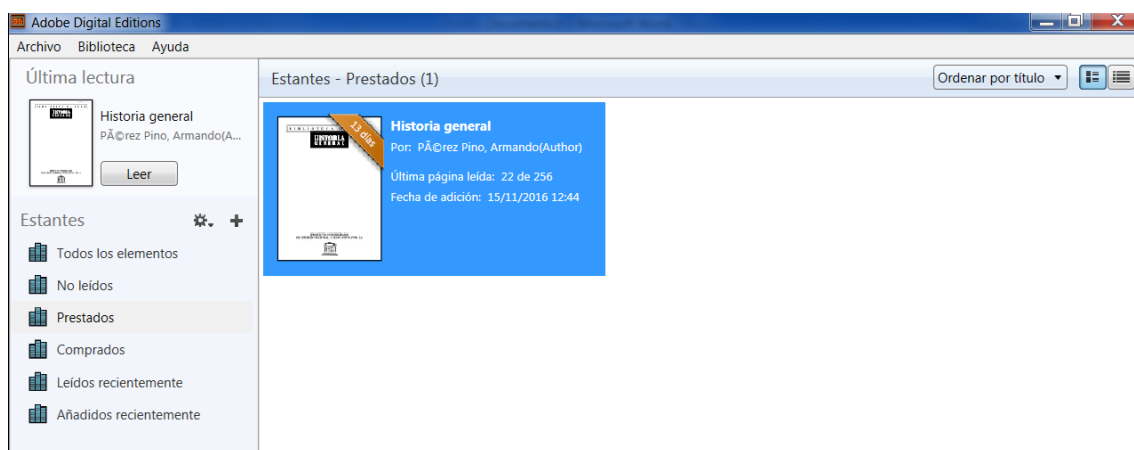 Adobe Digital Editions
Archivo Biblioteca Ayuda
Última lectura
Historia general
PÃ©rez Pino, Armando(A...
Leer
Estantes
Todos los elementos
No leídos
Prestados
Comprados
Leídos recientemente
Añadidos recientemente
Estantes - Prestados (1)
Ordenar por título
13 días
HISTORIA
GENERAL
Historia general
Por: PÃ©rez Pino, Armando(Author)
Última página leída: 22 de 256
Fecha de adición: 15/11/2016 12:44